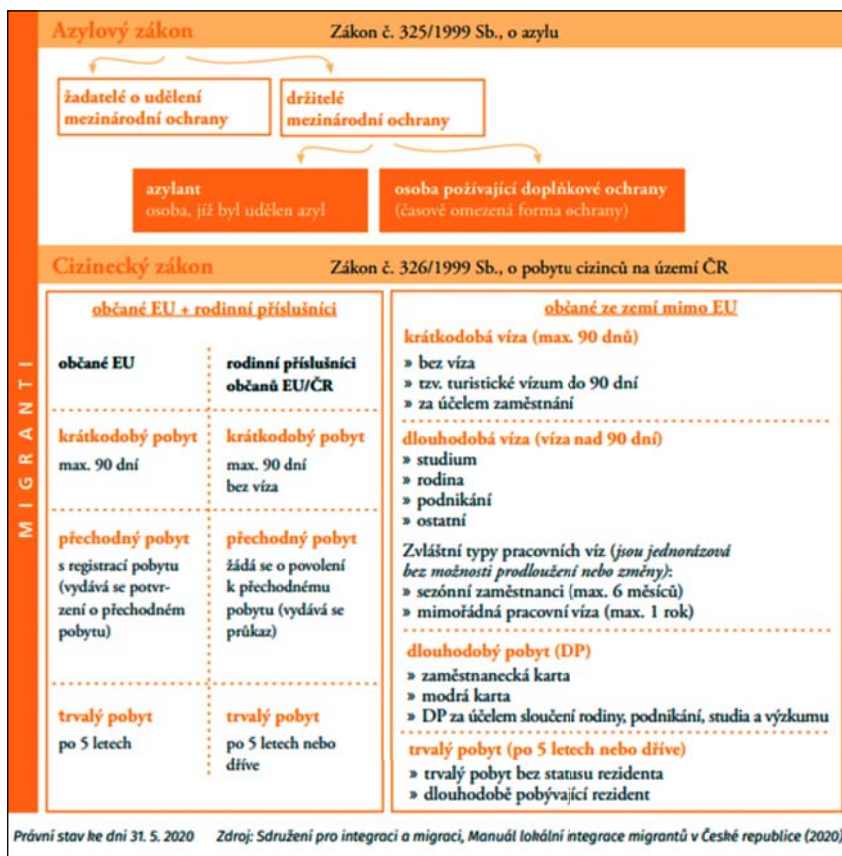 MIGRANTI
Azylový zákon
Zákon č. 325/1999 Sb., o azylu
žadatelé o udělení
mezinárodní ochrany
držitelé
mezinárodní ochrany
azylant
osoba, jíž byl udělen azyl
osoba požívající doplňkové ochrany
(časově omezená forma ochrany)
Cizinecký zákon
Zákon č. 326/1999 Sb., o pobytu cizinců na území ČR
občané EU + rodinní příslušníci
občané EU
krátkodobý pobyt
max. 90 dní
přechodný pobyt
s registrací pobytu
(vydává se potvr-
zení o přechodném
pobytu)
trvalý pobyt
po 5 letech
rodinní příslušníci
občanů EU/ČR
krátkodobý pobyt
max. 90 dní
bez víza
přechodný pobyt
žádá se o povolení
k přechodnému
pobytu (vydává se
průkaz)
trvalý pobyt
po 5 letech nebo
dříve
občané ze zemí mimo EU
krátkodobá víza (max. 90 dnů)
» bez víza
» tzv. turistické vízum do 90 dní
» za účelem zaměstnání
dlouhodobá víza (víza nad 90 dní)
» studium
» rodina
» podnikání
» ostatní
Zvláštní typy pracovních víz (jsou jednorázová
bez možnosti prodloužení nebo změny):
» sezónní zaměstnanci (max. 6 měsíců)
» mimořádná pracovní víza (max. 1 rok)
dlouhodobý pobyt (DP)
» zaměstnanecká karta
» modrá karta
» DP za účelem sloučení rodiny, podnikání, studia a výzkumu
trvalý pobyt (po 5 letech nebo dříve)
» trvalý pobyt bez statusu rezidenta
» dlouhodobě pobývající rezident
Právní stav ke dni 31. 5. 2020 Zdroj: Sdružení pro integraci a migraci, Manuál lokální integrace migrantů v České republice (2020)